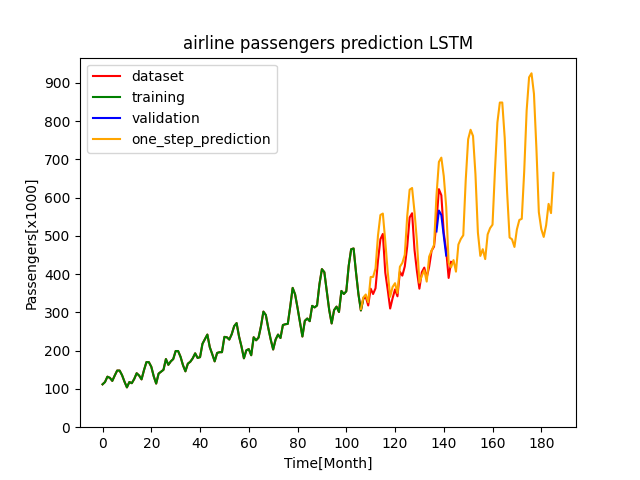 airline passengers prediction LSTM
dataset
training
validation
one_step_prediction
900
800
700
600
500
400
300
200
100
0
Passengers[x1000]
0 20 40 60 80 100 120 140 160 180
Time[Month]